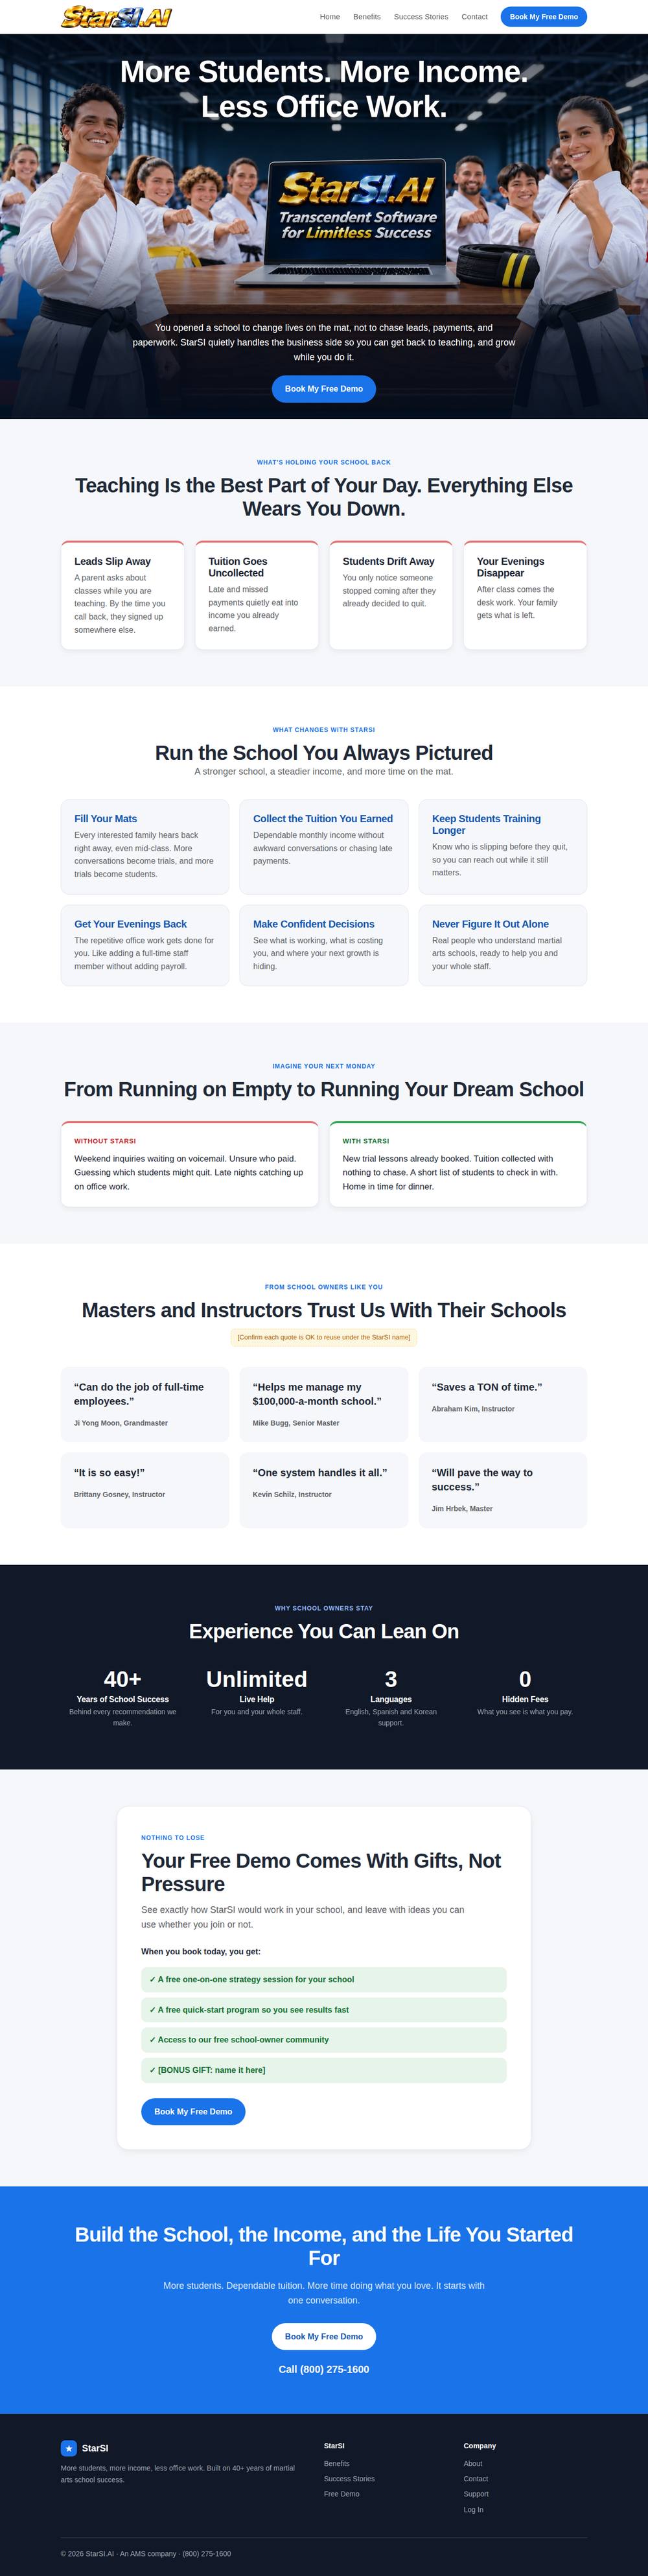 StarSI.AI
Home Benefits Success Stories Contact Book My Free Demo
More Students. More Income.
Less Office Work.
StarSI.AI
Transcendent Software
for Limitless Success
You opened a school to change lives on the mat, not to chase leads, payments, and
paperwork. StarSI quietly handles the business side so you can get back to teaching, and grow
while you do it.
Book My Free Demo
WHAT'S HOLDING YOUR SCHOOL BACK
Teaching Is the Best Part of Your Day. Everything Else
Wears You Down.
Leads Slip Away
A parent asks about
classes while you are
teaching. By the time you
call back, they signed up
somewhere else.
Tuition Goes
Uncollected
Late and missed
payments quietly eat into
income you already
earned.
Students Drift Away
You only notice someone
stopped coming after they
already decided to quit.
Your Evenings
Disappear
After class comes the
desk work. Your family
gets what is left.
WHAT CHANGES WITH STARSI
Run the School You Always Pictured
A stronger school, a steadier income, and more time on the mat.
Fill Your Mats
Every interested family hears back
right away, even mid-class. More
conversations become trials, and more
trials become students.
Collect the Tuition You Earned
Dependable monthly income without
awkward conversations or chasing late
payments.
Keep Students Training
Longer
Know who is slipping before they quit,
so you can reach out while it still
matters.
Get Your Evenings Back
The repetitive office work gets done for
you. Like adding a full-time staff
member without adding payroll.
Make Confident Decisions
See what is working, what is costing
you, and where your next growth is
hiding.
Never Figure It Out Alone
Real people who understand martial
arts schools, ready to help you and
your whole staff.
IMAGINE YOUR NEXT MONDAY
From Running on Empty to Running Your Dream School
WITHOUT STARSI
Weekend inquiries waiting on voicemail. Unsure who paid.
Guessing which students might quit. Late nights catching up
on office work.
WITH STARSI
New trial lessons already booked. Tuition collected with
nothing to chase. A short list of students to check in with.
Home in time for dinner.
FROM SCHOOL OWNERS LIKE YOU
Masters and Instructors Trust Us With Their Schools
[Confirm each quote is OK to reuse under the StarSI name]
“Can do the job of full-time
employees.”
Ji Yong Moon, Grandmaster
“Helps me manage my
$100,000-a-month school.”
Mike Bugg, Senior Master
“Saves a TON of time.”
Abraham Kim, Instructor
“It is so easy!”
Brittany Gosney, Instructor
“One system handles it all.”
Kevin Schilz, Instructor
“Will pave the way to
success.”
Jim Hrbek, Master
WHY SCHOOL OWNERS STAY
Experience You Can Lean On
40+
Years of School Success
Behind every recommendation we
make.
Unlimited
Live Help
For you and your whole staff.
3
Languages
English, Spanish and Korean
support.
0
Hidden Fees
What you see is what you pay.
NOTHING TO LOSE
Your Free Demo Comes With Gifts, Not
Pressure
See exactly how StarSI would work in your school, and leave with ideas you can
use whether you join or not.
When you book today, you get:
✓ A free one-on-one strategy session for your school
✓ A free quick-start program so you see results fast
✓ Access to our free school-owner community
✓ [BONUS GIFT: name it here]
Book My Free Demo
Build the School, the Income, and the Life You Started
For
More students. Dependable tuition. More time doing what you love. It starts with
one conversation.
Book My Free Demo
Call (800) 275-1600
★ StarSI
More students, more income, less office work. Built on 40+ years of martial
arts school success.
StarSI
Benefits
Success Stories
Free Demo
Company
About
Contact
Support
Log In
© 2026 StarSI.AI · An AMS company · (800) 275-1600